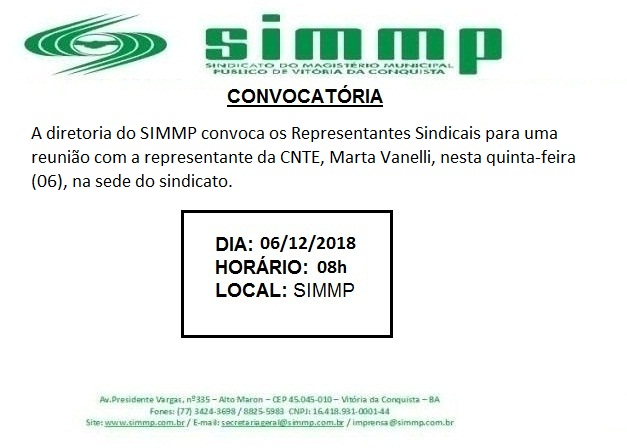 simmp
SINDICATO DO MAGISTÉRIO MUNICIPAL
PÚBLICO DE VITÓRIA DA CONQUISTA
CONVOCATÓRIA
A diretoria do SIMMP convoca os Representantes Sindicais para uma
reunião com a representante da CNTE, Marta Vanelli, nesta quinta-feira
(06), na sede do sindicato.
DIA: 06/12/2018
HORÁRIO: 08h
LOCAL: SIMMP
Av.Presidente Vargas, nº335 – Alto Maron – CEP 45.045-010 – Vitória da Conquista – BA
Fones: (77) 3424-3698 / 8825-5983 CNPJ: 16.418.931-0001-44
Site: www.simmp.com.br / E-mail: secretariageral@simmp.com.br / imprensa@simmp.com.br